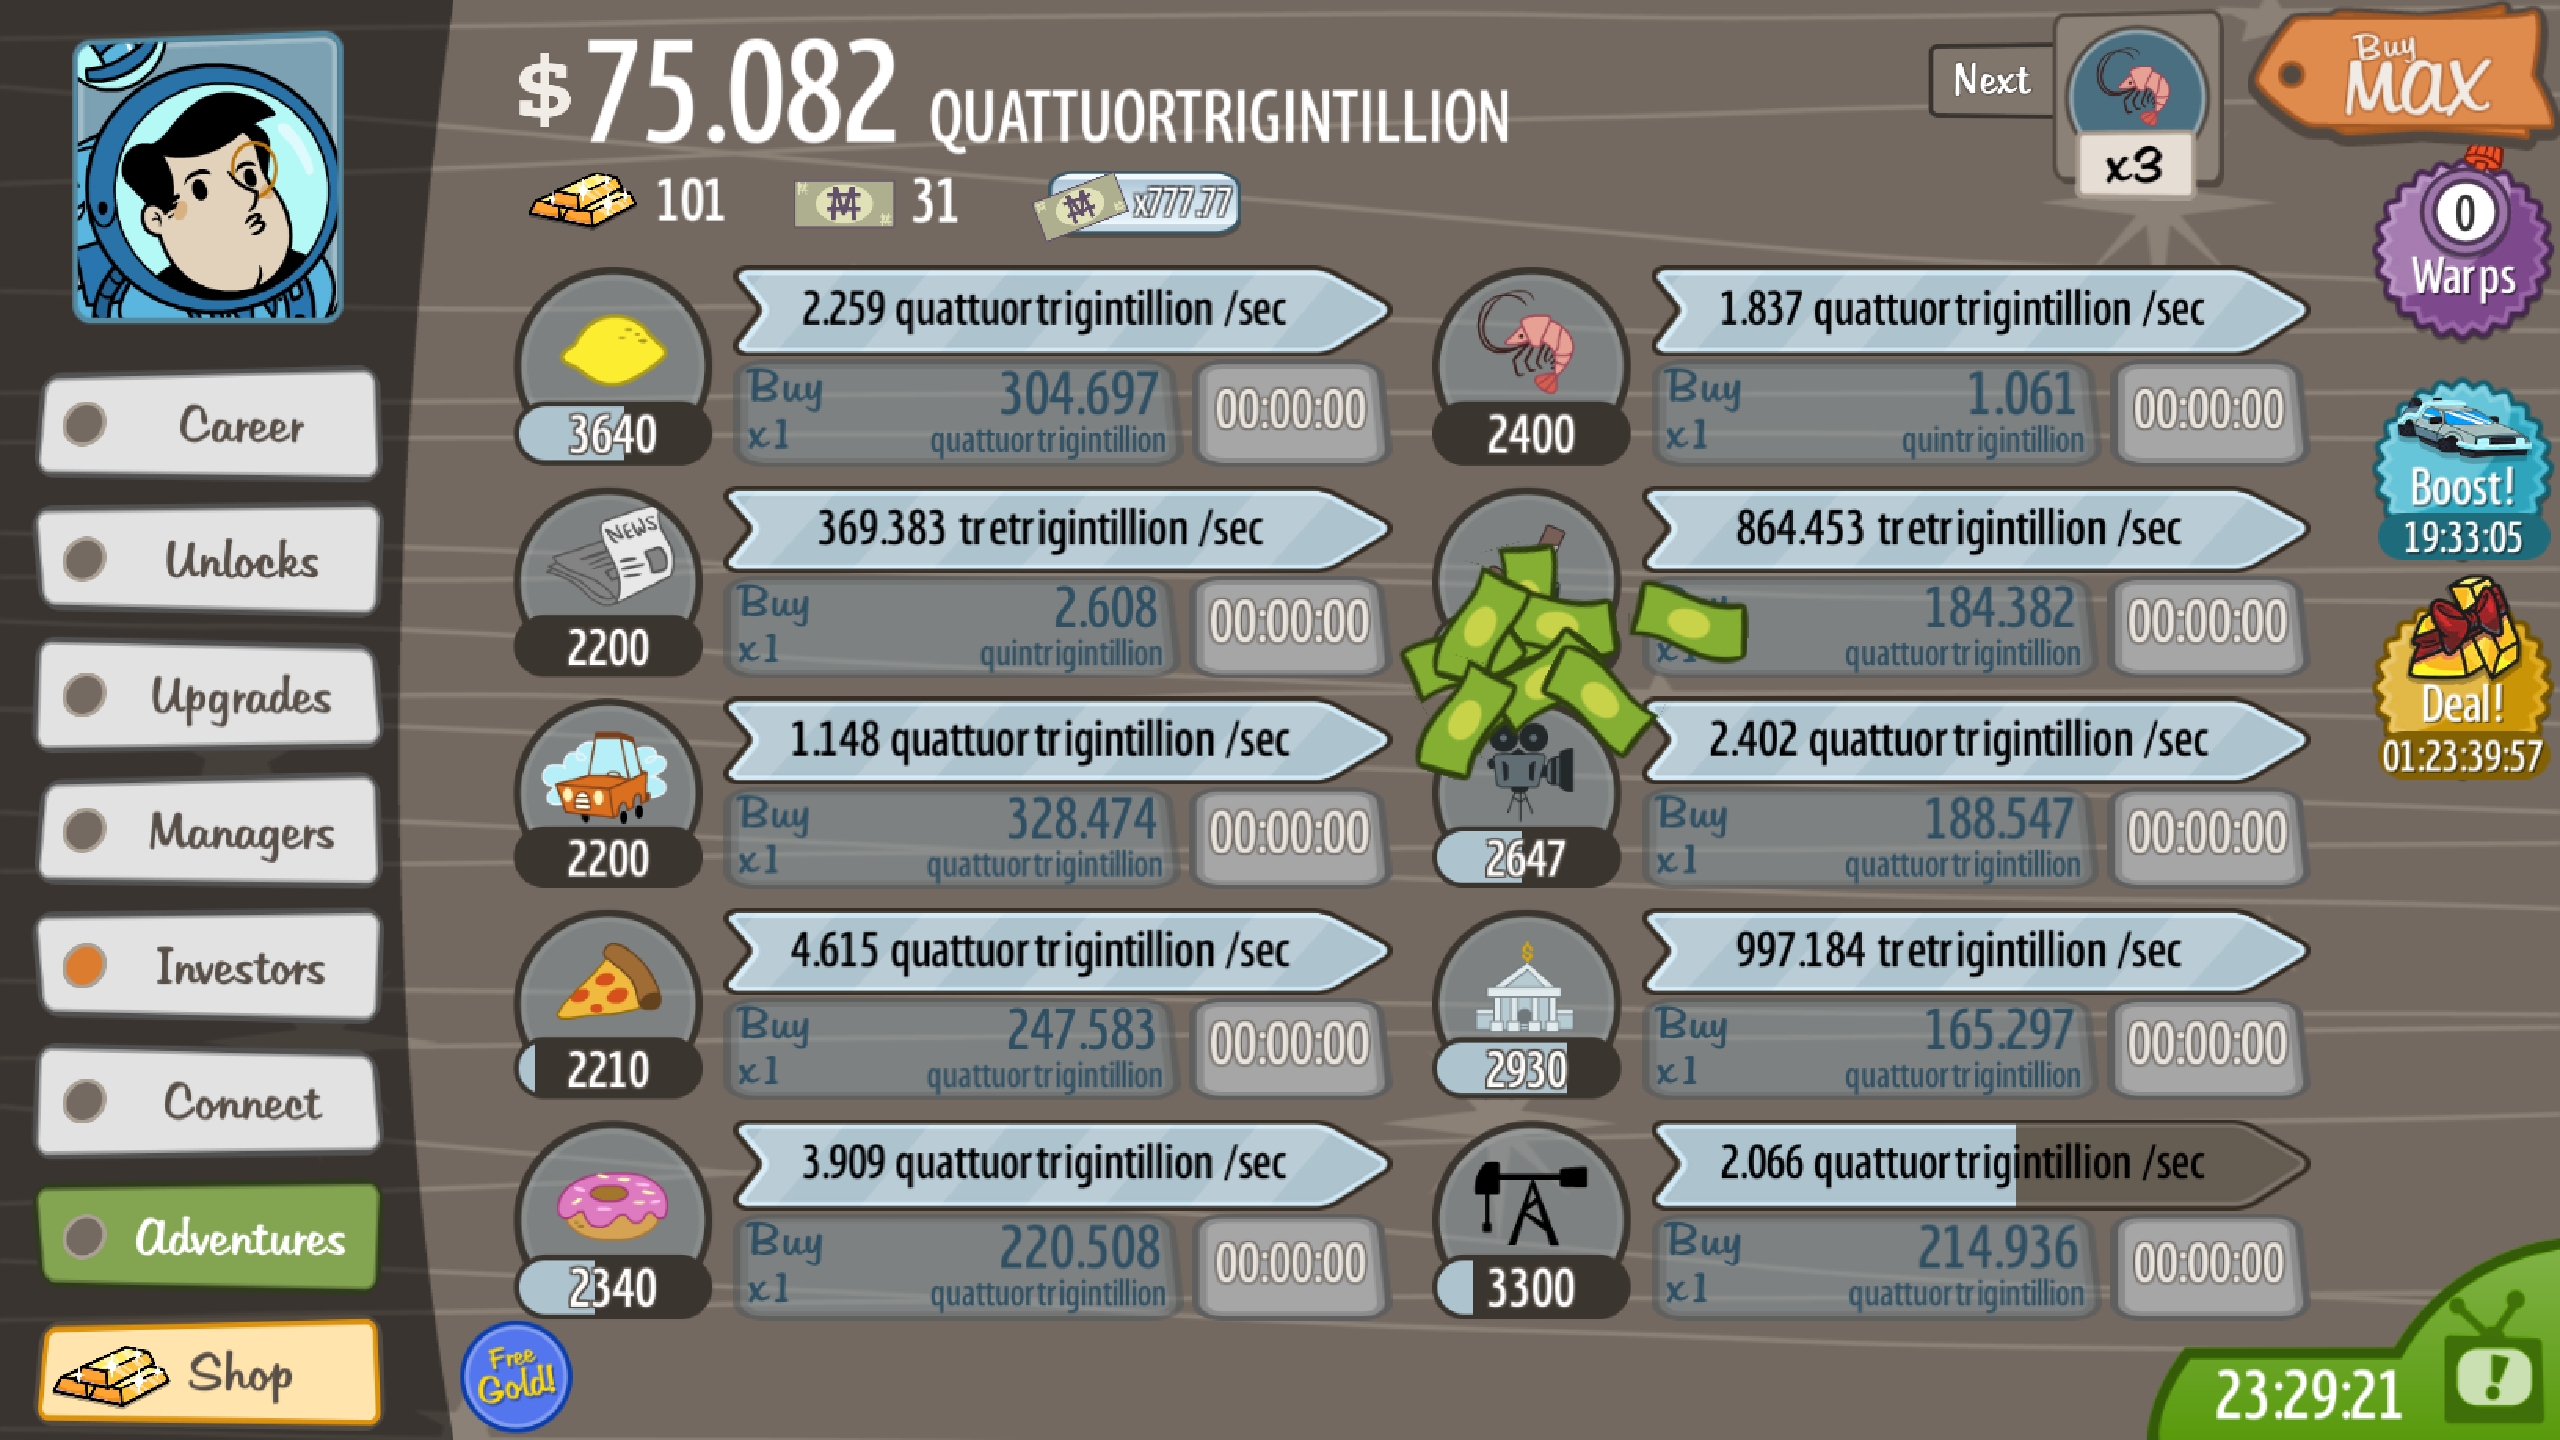 $75.082 QUATTUORTRIGINTILLION
101 31 x777.77
Next
x3
Buy
MAX
0
Warps
Boost!
19:33:05
Deal!
01:23:39:57
Career
Unlocks
Upgrades
Managers
Investors
Connect
Adventures
Shop
2.259 quattuortrigintillion /sec
3640
Buy 304.697
x1 quattuortrigintillion
00:00:00
NEWS
369.383 tretrigintillion /sec
2200
Buy 2.608
x1 quintrigintillion
00:00:00
1.148 quattuortrigintillion /sec
2200
Buy 328.474
x1 quattuortrigintillion
00:00:00
4.615 quattuortrigintillion /sec
2210
Buy 247.583
x1 quattuortrigintillion
00:00:00
3.909 quattuortrigintillion /sec
2340
Buy 220.508
x1 quattuortrigintillion
00:00:00
1.837 quattuortrigintillion /sec
2400
Buy 1.061
x1 quintrigintillion
00:00:00
864.453 tretrigintillion /sec
184.382
quattuortrigintillion
00:00:00
2.402 quattuortrigintillion /sec
2647
Buy 188.547
x1 quattuortrigintillion
00:00:00
997.184 tretrigintillion /sec
2930
Buy 165.297
x1 quattuortrigintillion
00:00:00
2.066 quattuortrigintillion /sec
3300
Buy 214.936
x1 quattuortrigintillion
00:00:00
Free
Gold!
23:29:21
!